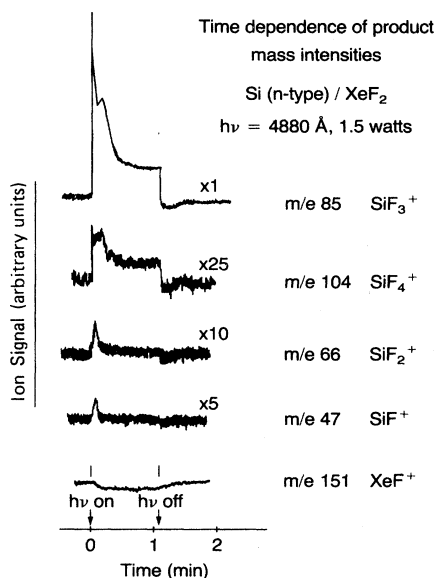 Time dependence of product
mass intensities
Si (n-type) / XeF₂
hν = 4880 Å, 1.5 watts
Ion Signal (arbitrary units)
x1
m/e 85 SiF₃⁺
x25
m/e 104 SiF₄⁺
x10
m/e 66 SiF₂⁺
x5
m/e 47 SiF⁺
m/e 151 XeF⁺
hν on hν off
0 1 2
Time (min)